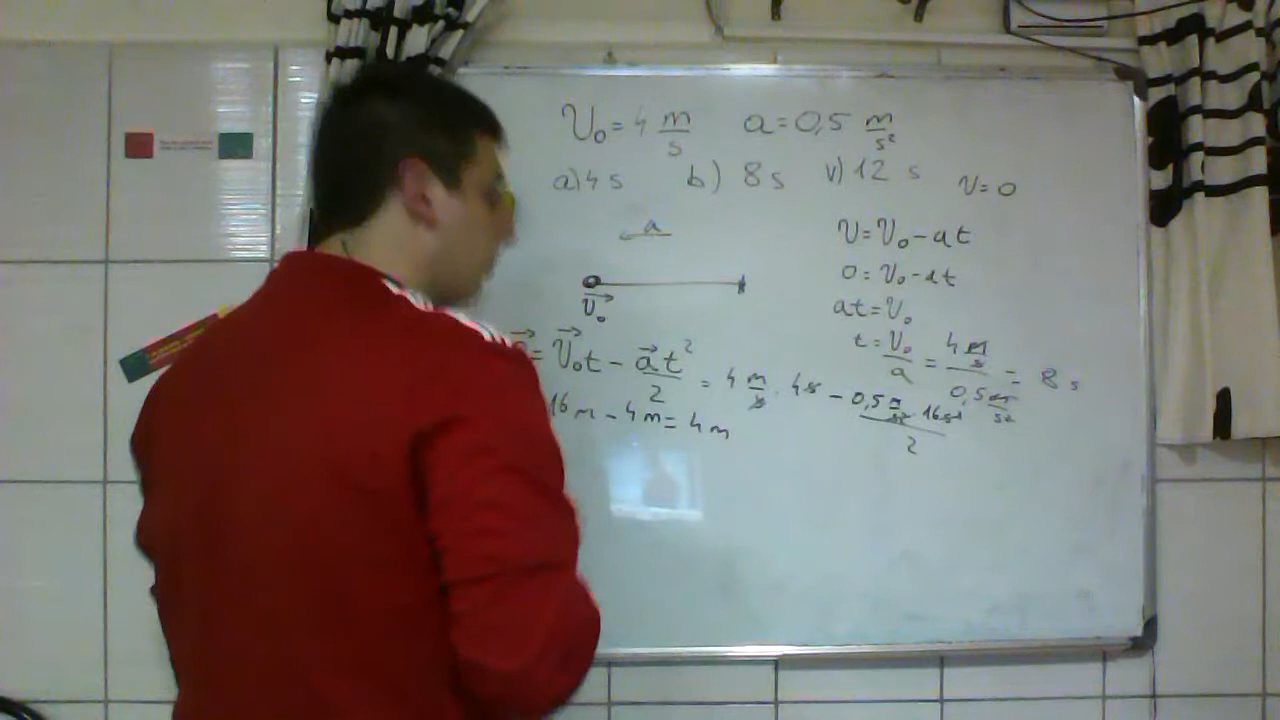 V₀ = 4 m/s a = 0,5 m/s²
a) 4 s b) 8 s v) 12 s v = 0
a
v₀
v = v₀ - at
0 = v₀ - at
at = v₀
t = v₀/a = 4 m/s / 0,5 m/s² = 8 s
= v₀t - at²/2 = 4 m/s · 4s - 0,5 m/s² · 16s²/2
16 m - 4 m = 4 m